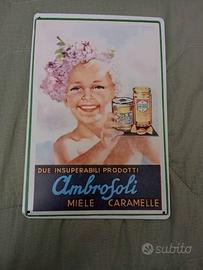 DUE INSUPERABILI PRODOTTI
Ambrosoli
MIELE CARAMELLE
subito